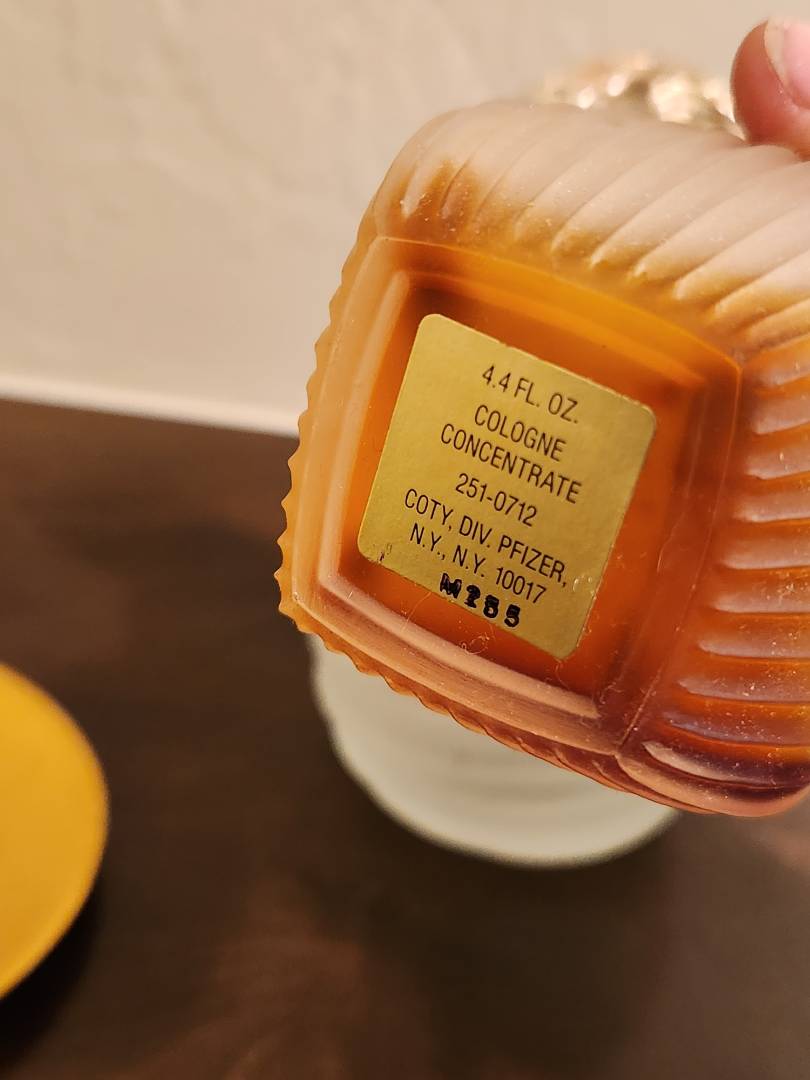 4.4 FL. OZ.
COLOGNE
CONCENTRATE
251-0712
COTY, DIV. PFIZER,
N.Y., N.Y. 10017